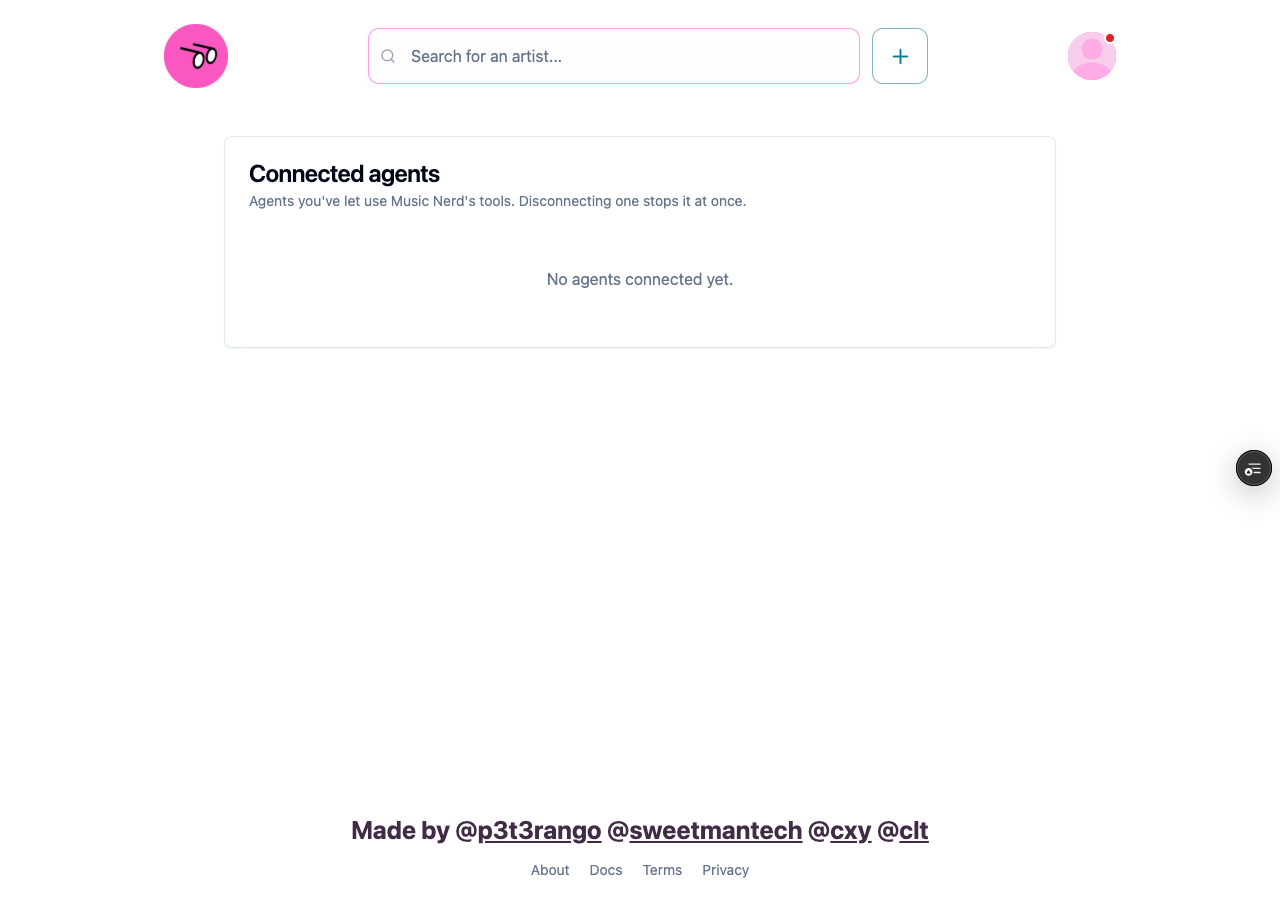 Search for an artist...
Connected agents
Agents you've let use Music Nerd's tools. Disconnecting one stops it at once.
No agents connected yet.
Made by @p3t3rango @sweetmantech @cxy @clt
About Docs Terms Privacy